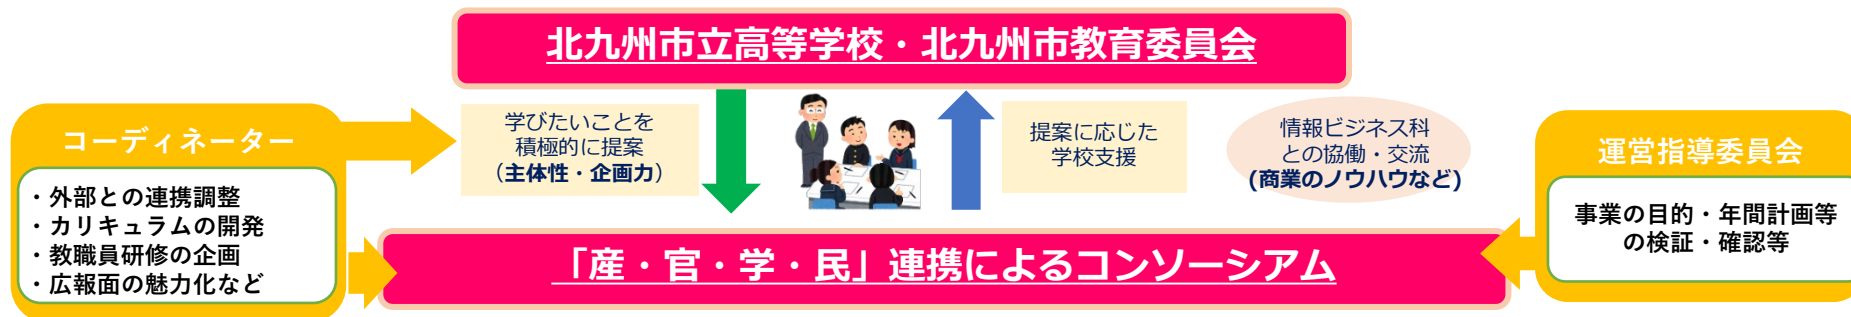 北九州市立高等学校・北九州市教育委員会
コーディネーター
・外部との連携調整
・カリキュラムの開発
・教職員研修の企画
・広報面の魅力化など
学びたいことを
積極的に提案
（主体性・企画力）
提案に応じた
学校支援
情報ビジネス科
との協働・交流
(商業のノウハウなど)
運営指導委員会
事業の目的・年間計画等
の検証・確認等
「産・官・学・民」連携によるコンソーシアム